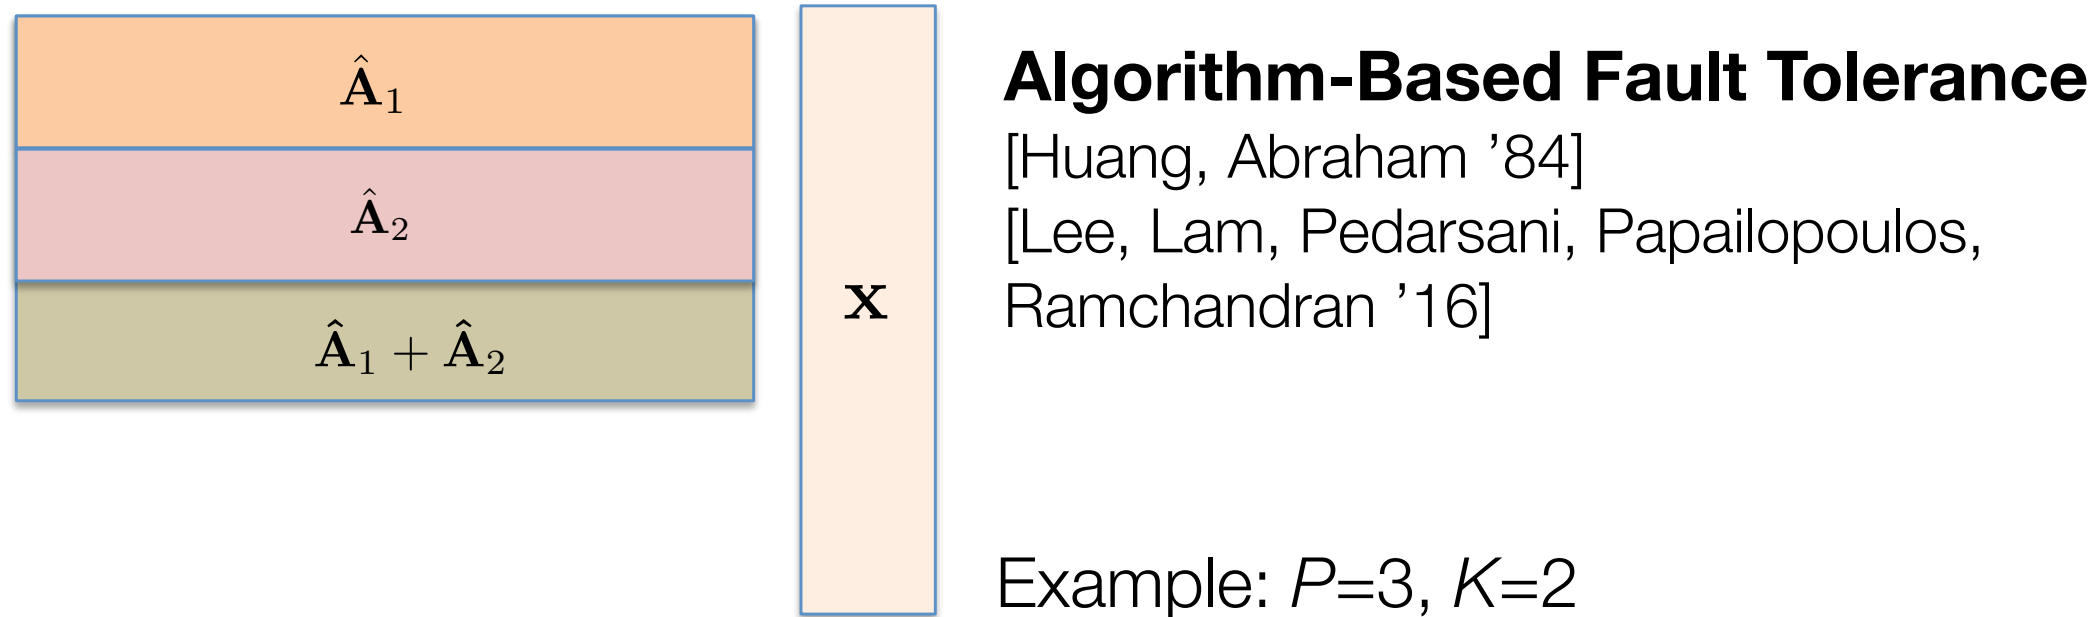 Â₁
Â₂
Â₁ + Â₂
x
Algorithm-Based Fault Tolerance
[Huang, Abraham ’84]
[Lee, Lam, Pedarsani, Papailopoulos,
Ramchandran ’16]
Example: P=3, K=2